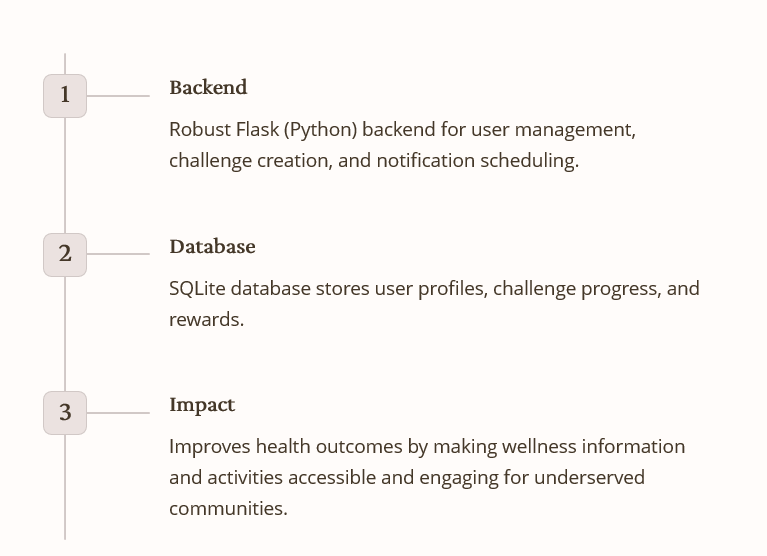 1
Backend
Robust Flask (Python) backend for user management,
challenge creation, and notification scheduling.
2
Database
SQLite database stores user profiles, challenge progress, and
rewards.
3
Impact
Improves health outcomes by making wellness information
and activities accessible and engaging for underserved
communities.